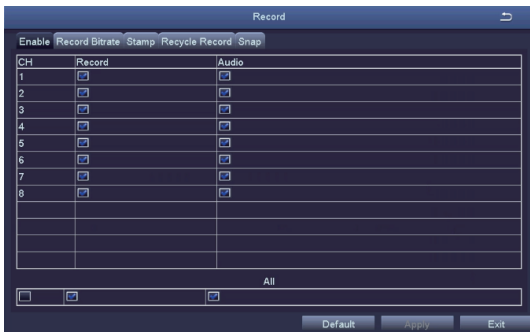 Record
Enable Record Bitrate Stamp Recycle Record Snap
CH Record Audio
1
2
3
4
5
6
7
8
All
Default Apply Exit